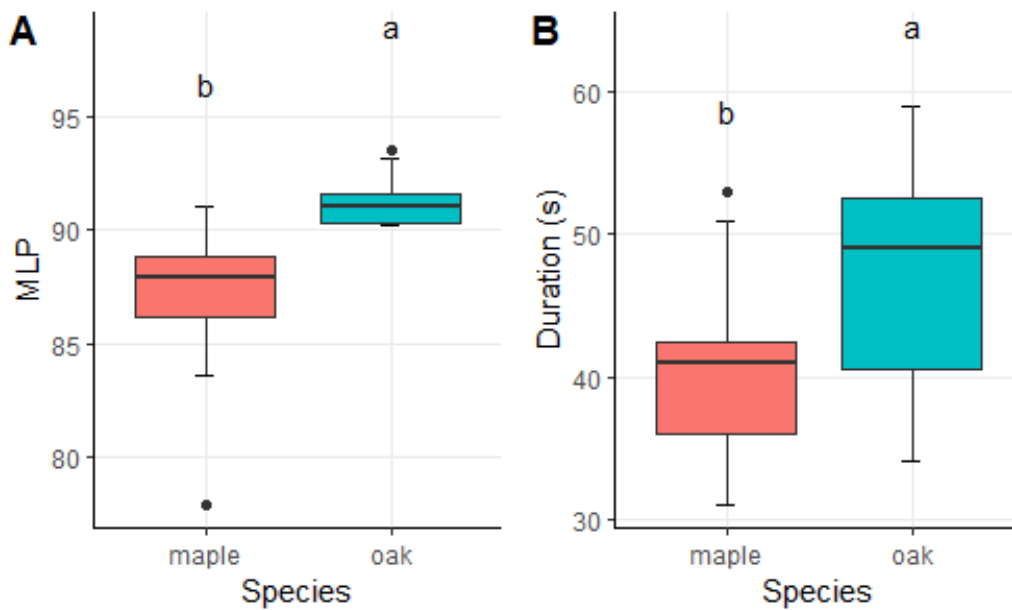 A
b
a
MLP
95
90
85
80
maple
oak
Species
B
b
a
Duration (s)
60
50
40
30
maple
oak
Species